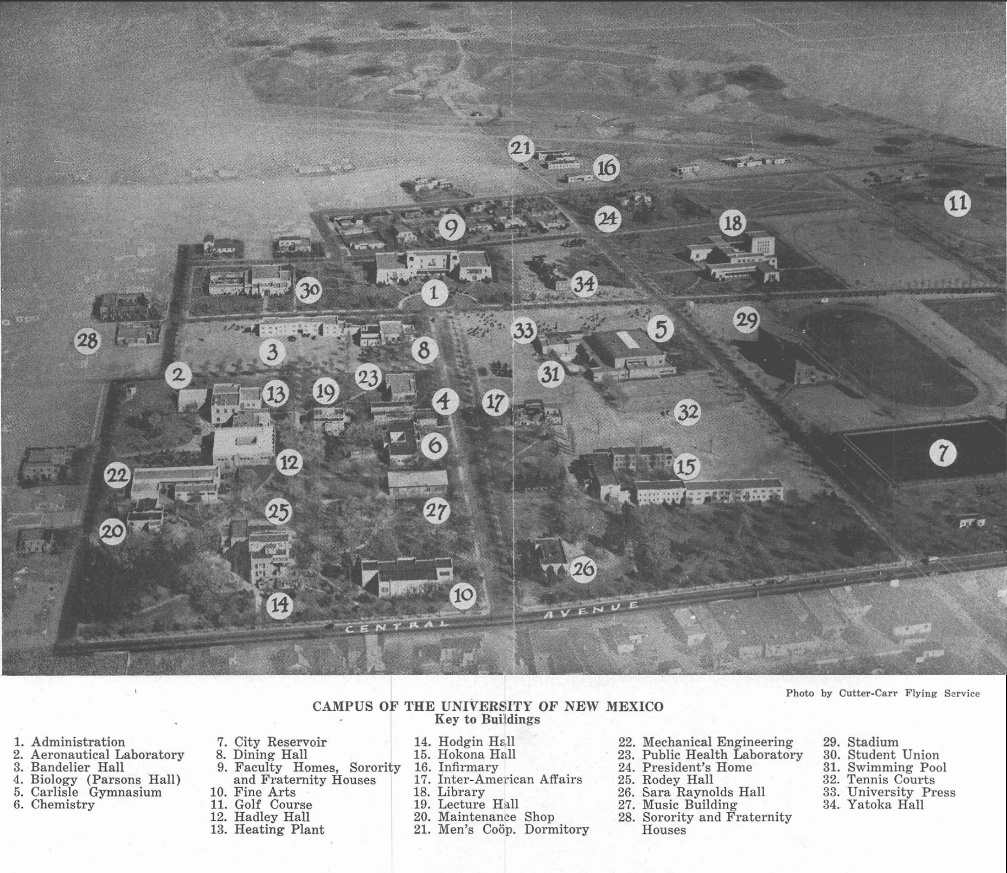 21
16
11
9
24
18
30
1
34
28
3
8
33
5
29
31
2
13
19
23
4
17
32
22
12
6
15
7
20
25
27
14
10
26
CENTRAL AVENUE
Photo by Cutter-Carr Flying Service
CAMPUS OF THE UNIVERSITY OF NEW MEXICO
Key to Buildings
1. Administration
2. Aeronautical Laboratory
3. Bandelier Hall
4. Biology (Parsons Hall)
5. Carlisle Gymnasium
6. Chemistry
7. City Reservoir
8. Dining Hall
9. Faculty Homes, Sorority
and Fraternity Houses
10. Fine Arts
11. Golf Course
12. Hadley Hall
13. Heating Plant
14. Hodgin Hall
15. Hokona Hall
16. Infirmary
17. Inter-American Affairs
18. Library
19. Lecture Hall
20. Maintenance Shop
21. Men's Coöp. Dormitory
22. Mechanical Engineering
23. Public Health Laboratory
24. President's Home
25. Rodey Hall
26. Sara Raynolds Hall
27. Music Building
28. Sorority and Fraternity
Houses
29. Stadium
30. Student Union
31. Swimming Pool
32. Tennis Courts
33. University Press
34. Yatoka Hall